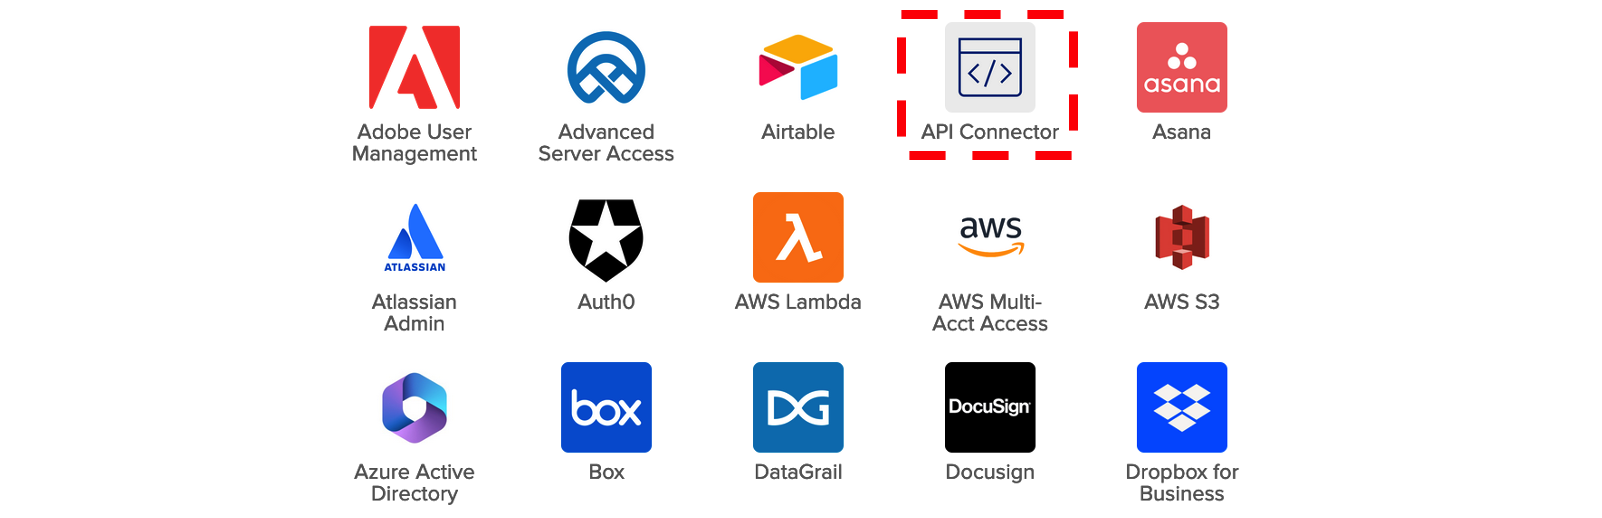 Adobe User
Management
Advanced
Server Access
Airtable
</>
API Connector
asana
Asana
ATLASSIAN
Atlassian
Admin
Auth0
λ
AWS Lambda
aws
AWS Multi-
Acct Access
AWS S3
Azure Active
Directory
box
Box
DG
DataGrail
DocuSign
Docusign
Dropbox for
Business